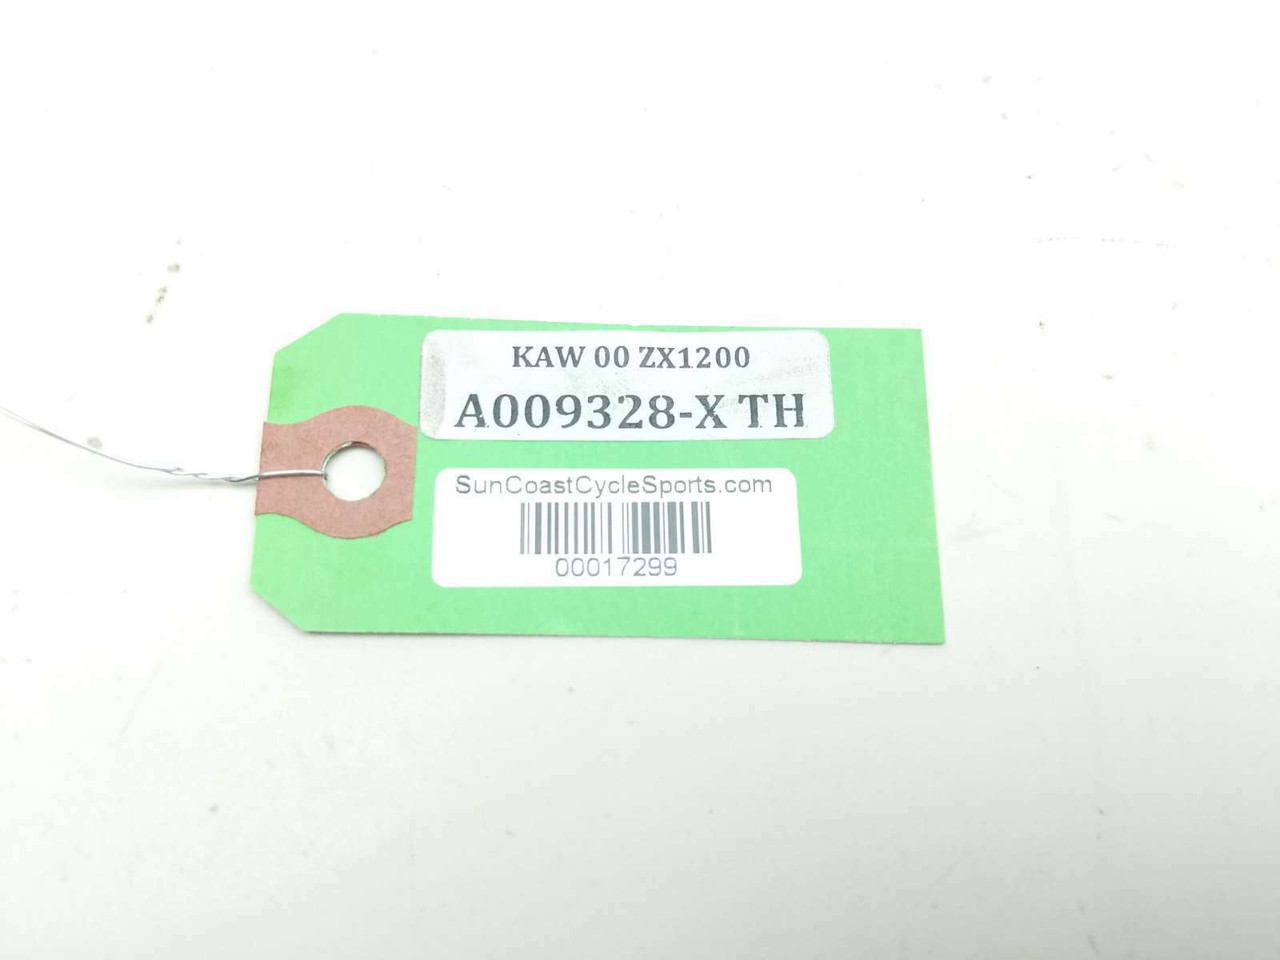 KAW 00 ZX1200
A009328-X TH
SunCoastCycleSports.com
00017299